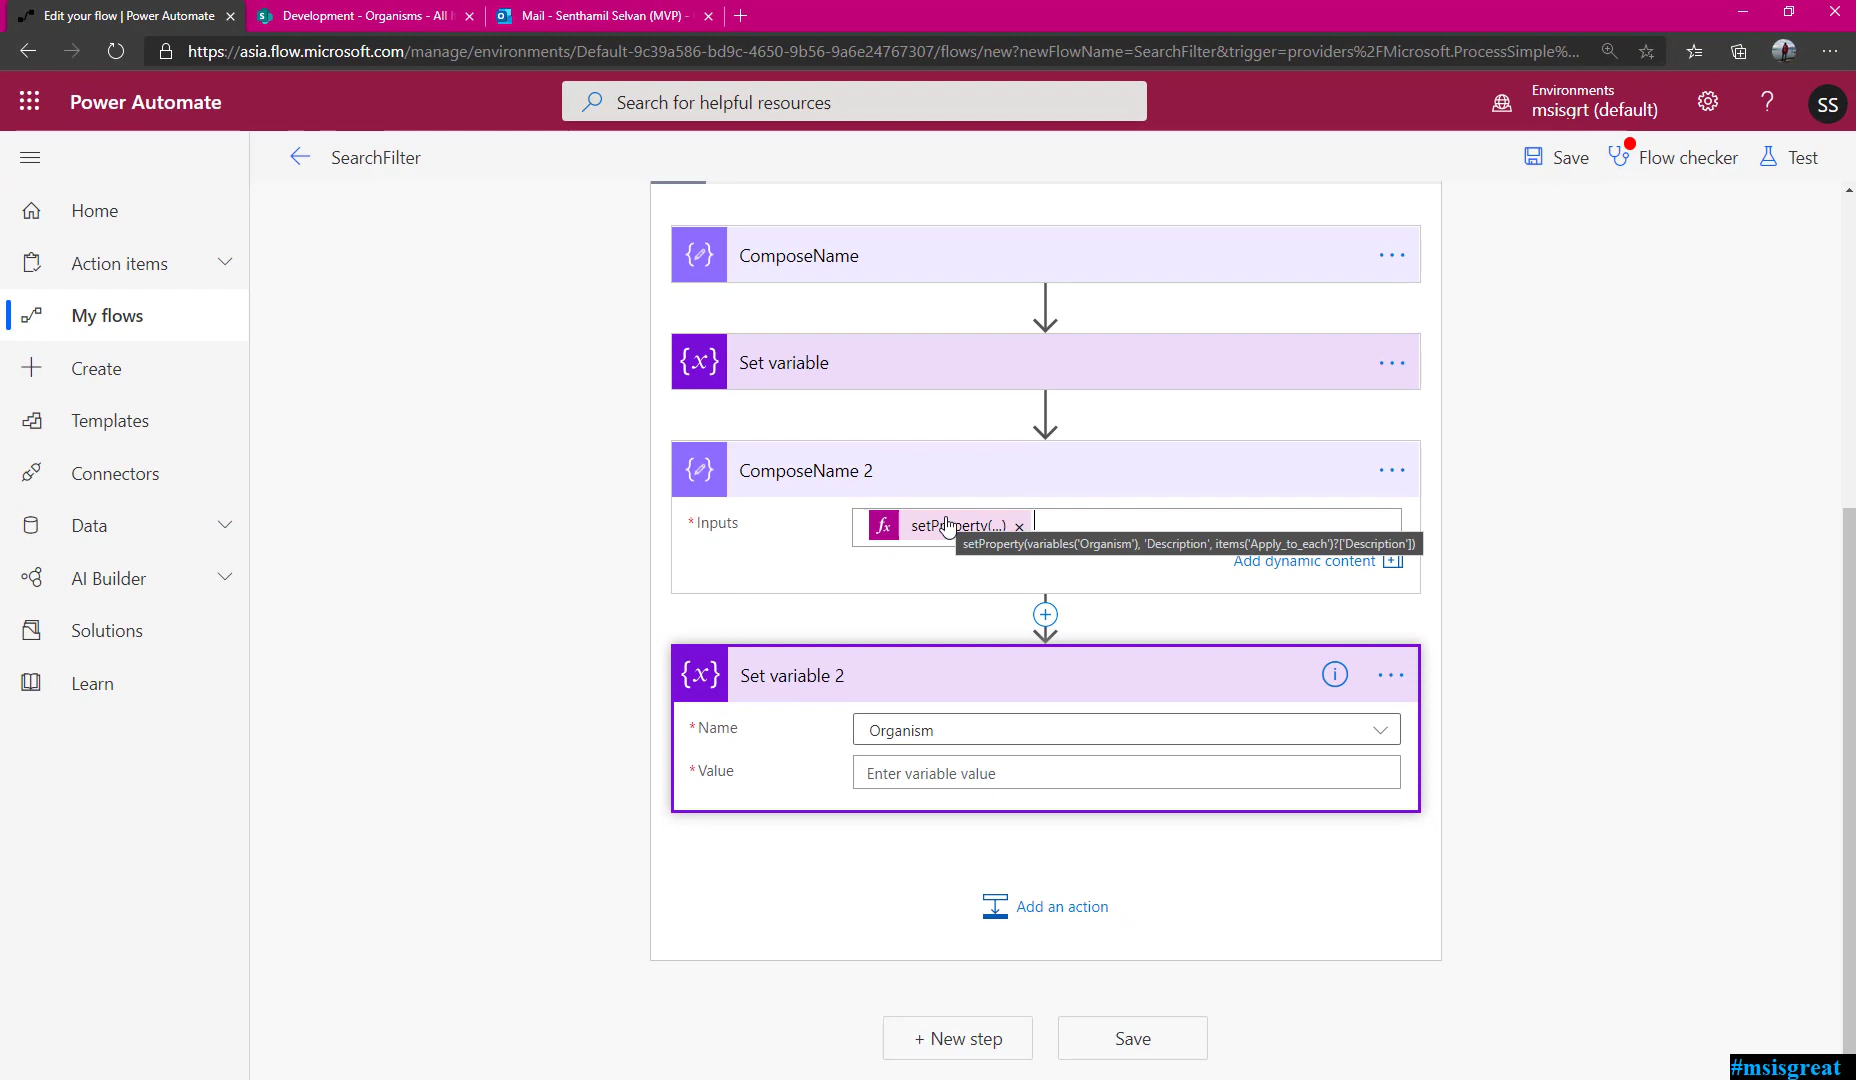 Edit your flow | Power Automate
Development - Organisms - All
Mail - Senthamil Selvan (MVP) -
https://asia.flow.microsoft.com/manage/environments/Default-9c39a586-bd9c-4650-9b56-9a6e24767307/flows/new?newFlowName=SearchFilter&trigger=providers%2FMicrosoft.ProcessSimple%...
Power Automate
Search for helpful resources
Environments
msisgrt (default)
?
SS
SearchFilter
Save
Flow checker
Test
Home
Action items
My flows
Create
Templates
Connectors
Data
AI Builder
Solutions
Learn
ComposeName
Set variable
{x}
ComposeName 2
* Inputs
fx
setProperty(...)
setProperty(variables('Organism'), 'Description', items('Apply_to_each')?['Description'])
Add dynamic content
{x}
Set variable 2
* Name
Organism
* Value
Enter variable value
Add an action
+ New step
Save
#msisgreat